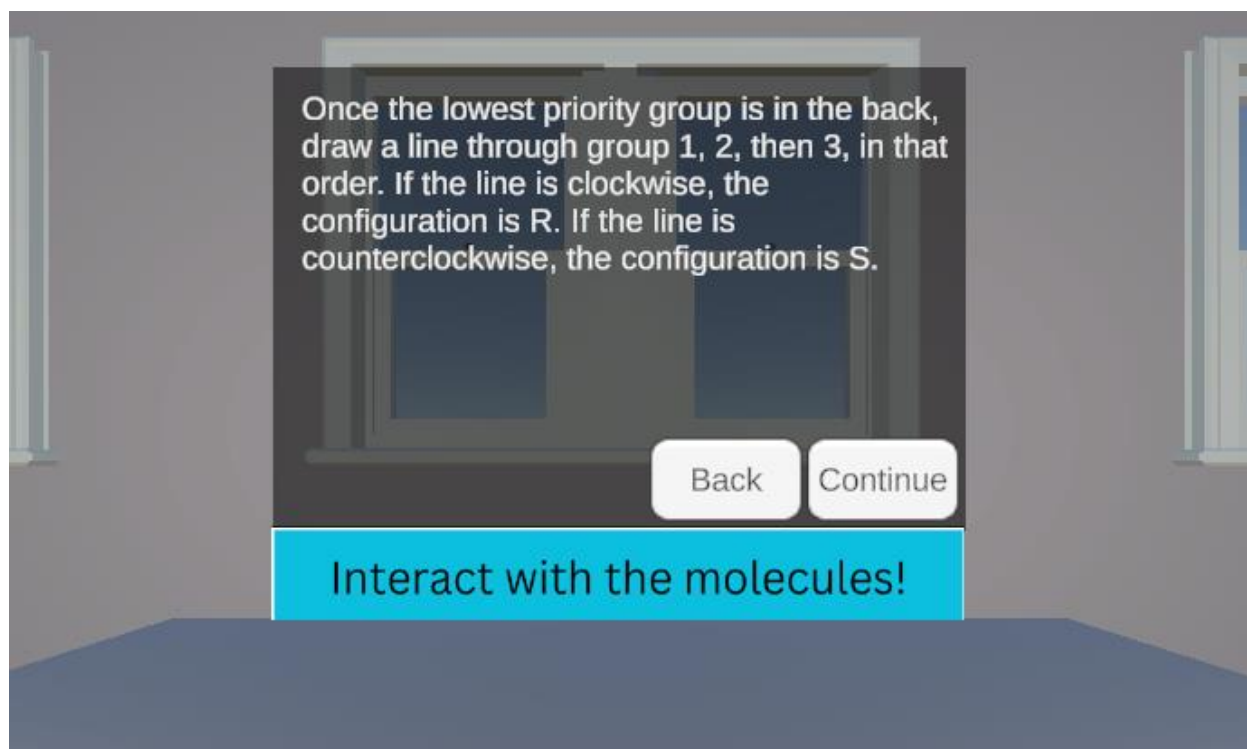 Once the lowest priority group is in the back,
draw a line through group 1, 2, then 3, in that
order. If the line is clockwise, the
configuration is R. If the line is
counterclockwise, the configuration is S.
Back
Continue
Interact with the molecules!